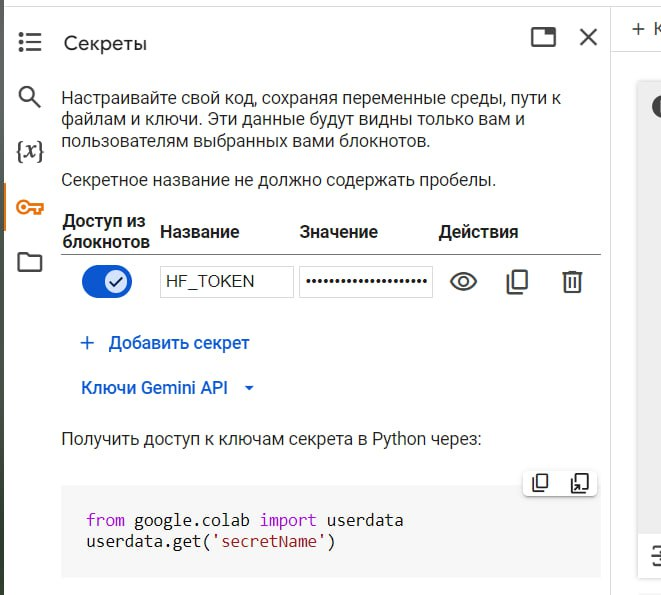 Секреты
+ К
Настраивайте свой код, сохраняя переменные среды, пути к
файлам и ключи. Эти данные будут видны только вам и
пользователям выбранных вами блокнотов.
{x}
Секретное название не должно содержать пробелы.
Доступ из
блокнотов Название Значение Действия
HF_TOKEN ••••••••••••••••••••
+ Добавить секрет
Ключи Gemini API
Получить доступ к ключам секрета в Python через:
from google.colab import userdata
userdata.get('secretName')